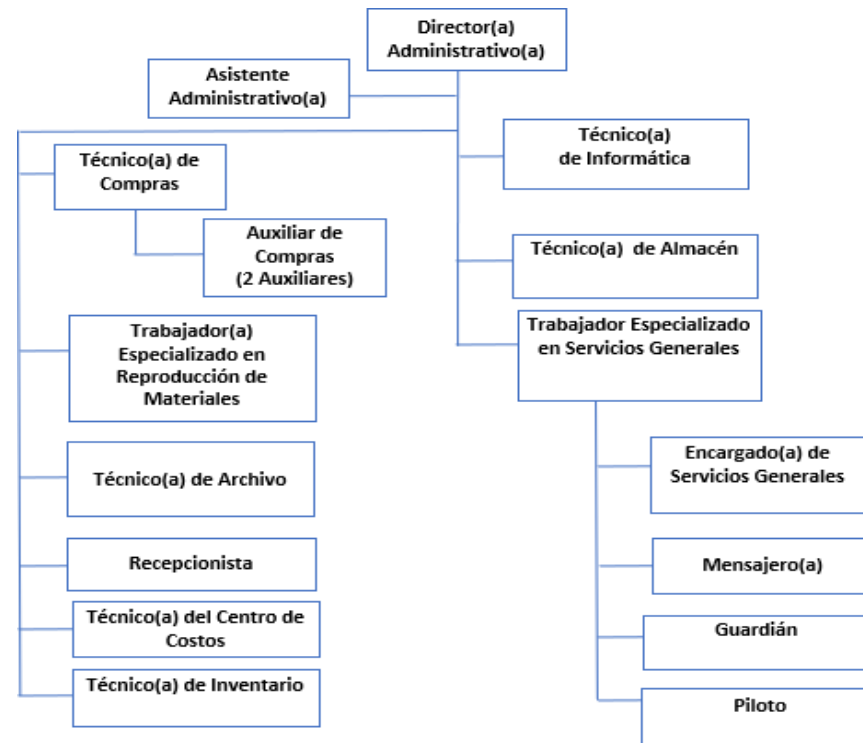 Director(a)
Administrativo(a)
Asistente
Administrativo(a)
Técnico(a)
de Informática
Técnico(a) de
Compras
Auxiliar de
Compras
(2 Auxiliares)
Técnico(a) de Almacén
Trabajador(a)
Especializado en
Reproducción de
Materiales
Trabajador Especializado
en Servicios Generales
Técnico(a) de Archivo
Encargado(a) de
Servicios Generales
Recepcionista
Mensajero(a)
Técnico(a) del Centro de
Costos
Guardián
Técnico(a) de Inventario
Piloto